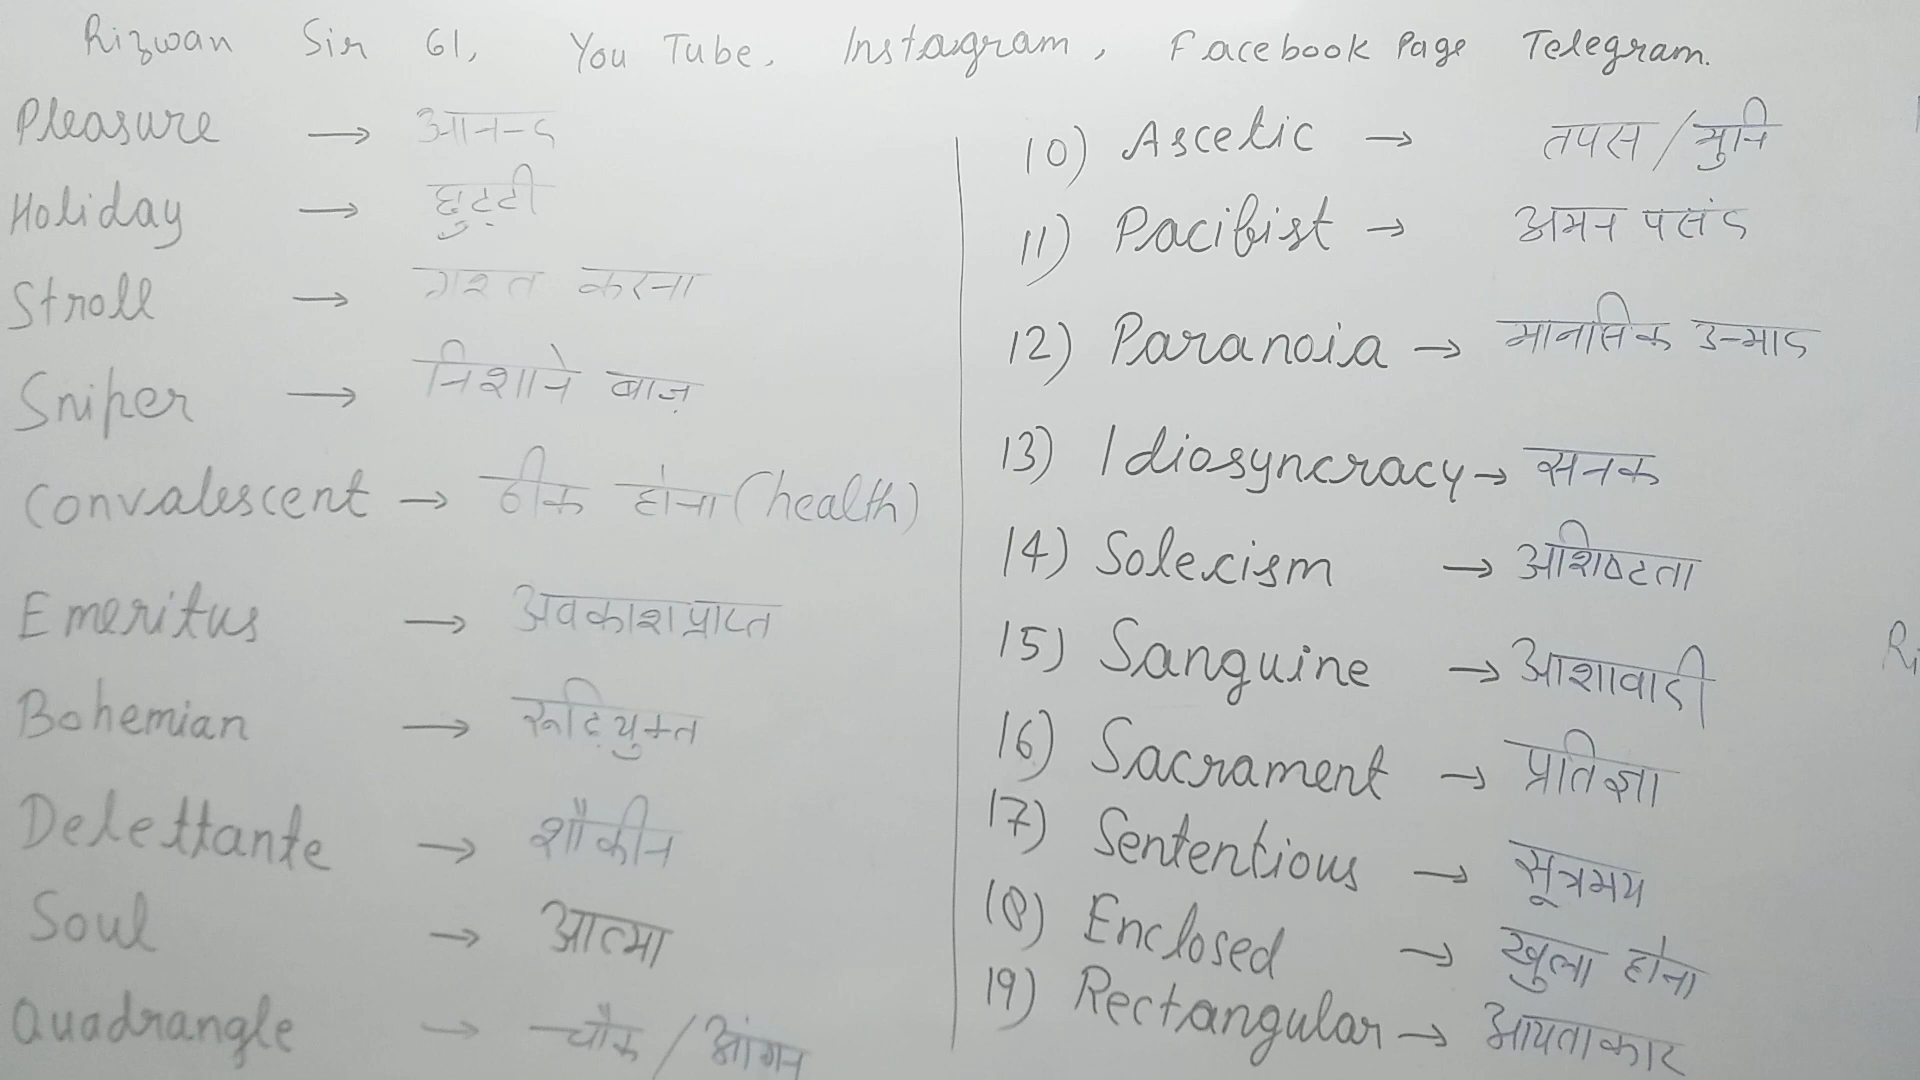 Rizwan Sir 61, You Tube, Instagram, Facebook Page Telegram.
Pleasure → आनन्द
Holiday → छुट्टी
Stroll → गश्त करना
Sniper → निशाने बाज़
Convalescent → ठीक होना (health)
Emeritus → अवकाशप्राप्त
Bohemian → रूढ़ियुक्त
Delettante → शौकीन
Soul → आत्मा
Quadrangle → चौक / आंगन
10) Ascetic → तपस / मुनि
11) Pacifist → अमन पसंद
12) Paranoia → मानसिक उन्माद
13) Idiosyncracy → सनक
14) Solecism → अशिष्टता
15) Sanguine → आशावादी
16) Sacrament → प्रतिज्ञा
17) Sententious → सूत्रमय
18) Enclosed → खुला होना
19) Rectangular → आयताकार